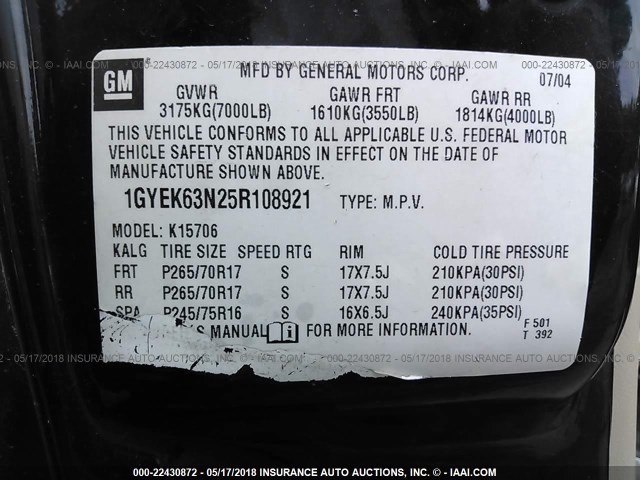 000-22430872 - 05/17/2018 INSURANCE AUTO AUCTIONS, INC. - © IAAI.COM
GM
MFD BY GENERAL MOTORS CORP. 07/04
GVWR GAWR FRT GAWR RR
3175KG(7000LB) 1610KG(3550LB) 1814KG(4000LB)
THIS VEHICLE CONFORMS TO ALL APPLICABLE U.S. FEDERAL MOTOR
VEHICLE SAFETY STANDARDS IN EFFECT ON THE DATE OF
MANUFACTURE SHOWN ABOVE.
1GYEK63N25R108921 TYPE: M.P.V.
MODEL: K15706
KALG TIRE SIZE SPEED RTG RIM COLD TIRE PRESSURE
FRT P265/70R17 S 17X7.5J 210KPA(30PSI)
RR P265/70R17 S 17X7.5J 210KPA(30PSI)
SPA P245/75R16 S 16X6.5J 240KPA(35PSI)
S MANUAL FOR MORE INFORMATION. F 501
T 392
000-22430872 - 05/17/2018 INSURANCE AUTO AUCTIONS, INC. - © IAAI.COM